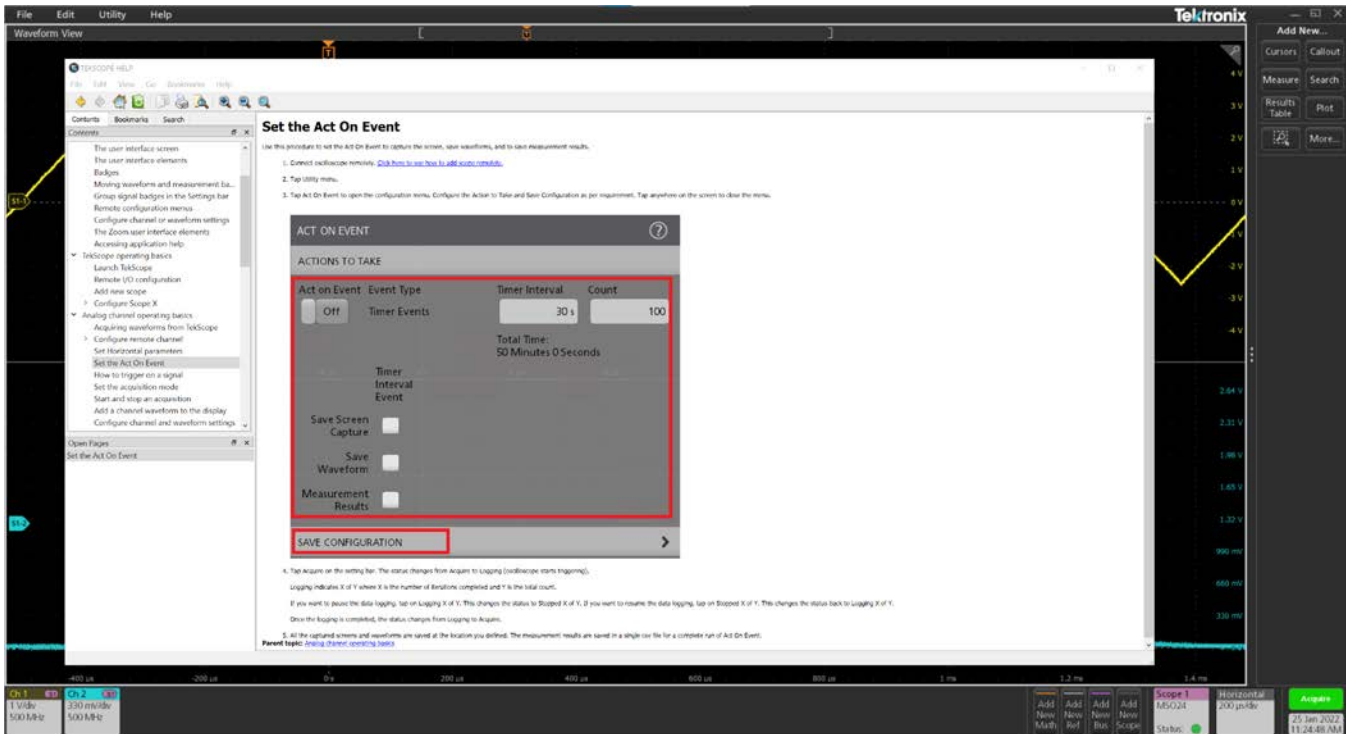 File Edit Utility Help
Tektronix
Waveform View
Add New...
Cursors Callout
Measure Search
Results Table Plot
More...
TEKSCOPE HELP
File Edit View Go Bookmarks Help
Contents Bookmarks Search
Contents
The user interface screen
The user interface elements
Badges
Moving waveform and measurement ba...
Group signal badges in the Settings bar
Remote configuration menus
Configure channel or waveform settings
The Zoom user interface elements
Accessing application help
TekScope operating basics
Launch TekScope
Remote I/O configuration
Add new scope
Configure Scope X
Analog channel operating basics
Acquiring waveforms from TekScope
Configure remote channel
Set Horizontal parameters
Set the Act On Event
How to trigger on a signal
Set the acquisition mode
Start and stop an acquisition
Add a channel waveform to the display
Configure channel and waveform settings
Open Pages
Set the Act On Event
Set the Act On Event
Use this procedure to set the Act On Event to capture the screen, save waveforms, and to save measurement results.
1. Connect oscilloscope remotely. Click here to see how to add scope remotely.
2. Tap Utility menu.
3. Tap Act On Event to open the configuration menu. Configure the Action to Take and Save Configuration as per requirement. Tap anywhere on the screen to close the menu.
ACT ON EVENT
ACTIONS TO TAKE
Act on Event Event Type Timer Interval Count
Off Timer Events 30 s 100
Total Time:
50 Minutes 0 Seconds
Timer
Interval
Event
Save Screen
Capture
Save
Waveform
Measurement
Results
SAVE CONFIGURATION
4. Tap Acquire on the setting bar. The status changes from Acquire to Logging (oscilloscope starts triggering).
Logging indicates X of Y where X is the number of iterations completed and Y is the total count.
If you want to pause the data logging, tap on Logging X of Y. This changes the status to Stopped X of Y. If you want to resume the data logging, tap on Stopped X of Y. This changes the status back to Logging X of Y.
Once the logging is completed, the status changes from Logging to Acquire.
5. All the captured screens and waveforms are saved at the location you defined. The measurement results are saved in a single csv file for a complete run of Act On Event.
Parent topic: Analog channel operating basics
4 V
3 V
2 V
1 V
0 V
-1 V
-2 V
-3 V
-4 V
2.64 V
2.31 V
1.98 V
1.65 V
1.32 V
990 mV
660 mV
330 mV
S1-1
S1-2
-400 µs -200 µs 0 s 200 µs 400 µs 600 µs 800 µs 1 ms 1.2 ms 1.4 ms
Ch 1
1 V/div
500 MHz
Ch 2
330 mV/div
500 MHz
Add New Math
Add New Ref
Add New Bus
Add New Scope
Scope 1
MSO24
Status:
Horizontal
200 µs/div
Acquire
25 Jan 2022
11:24:48 AM